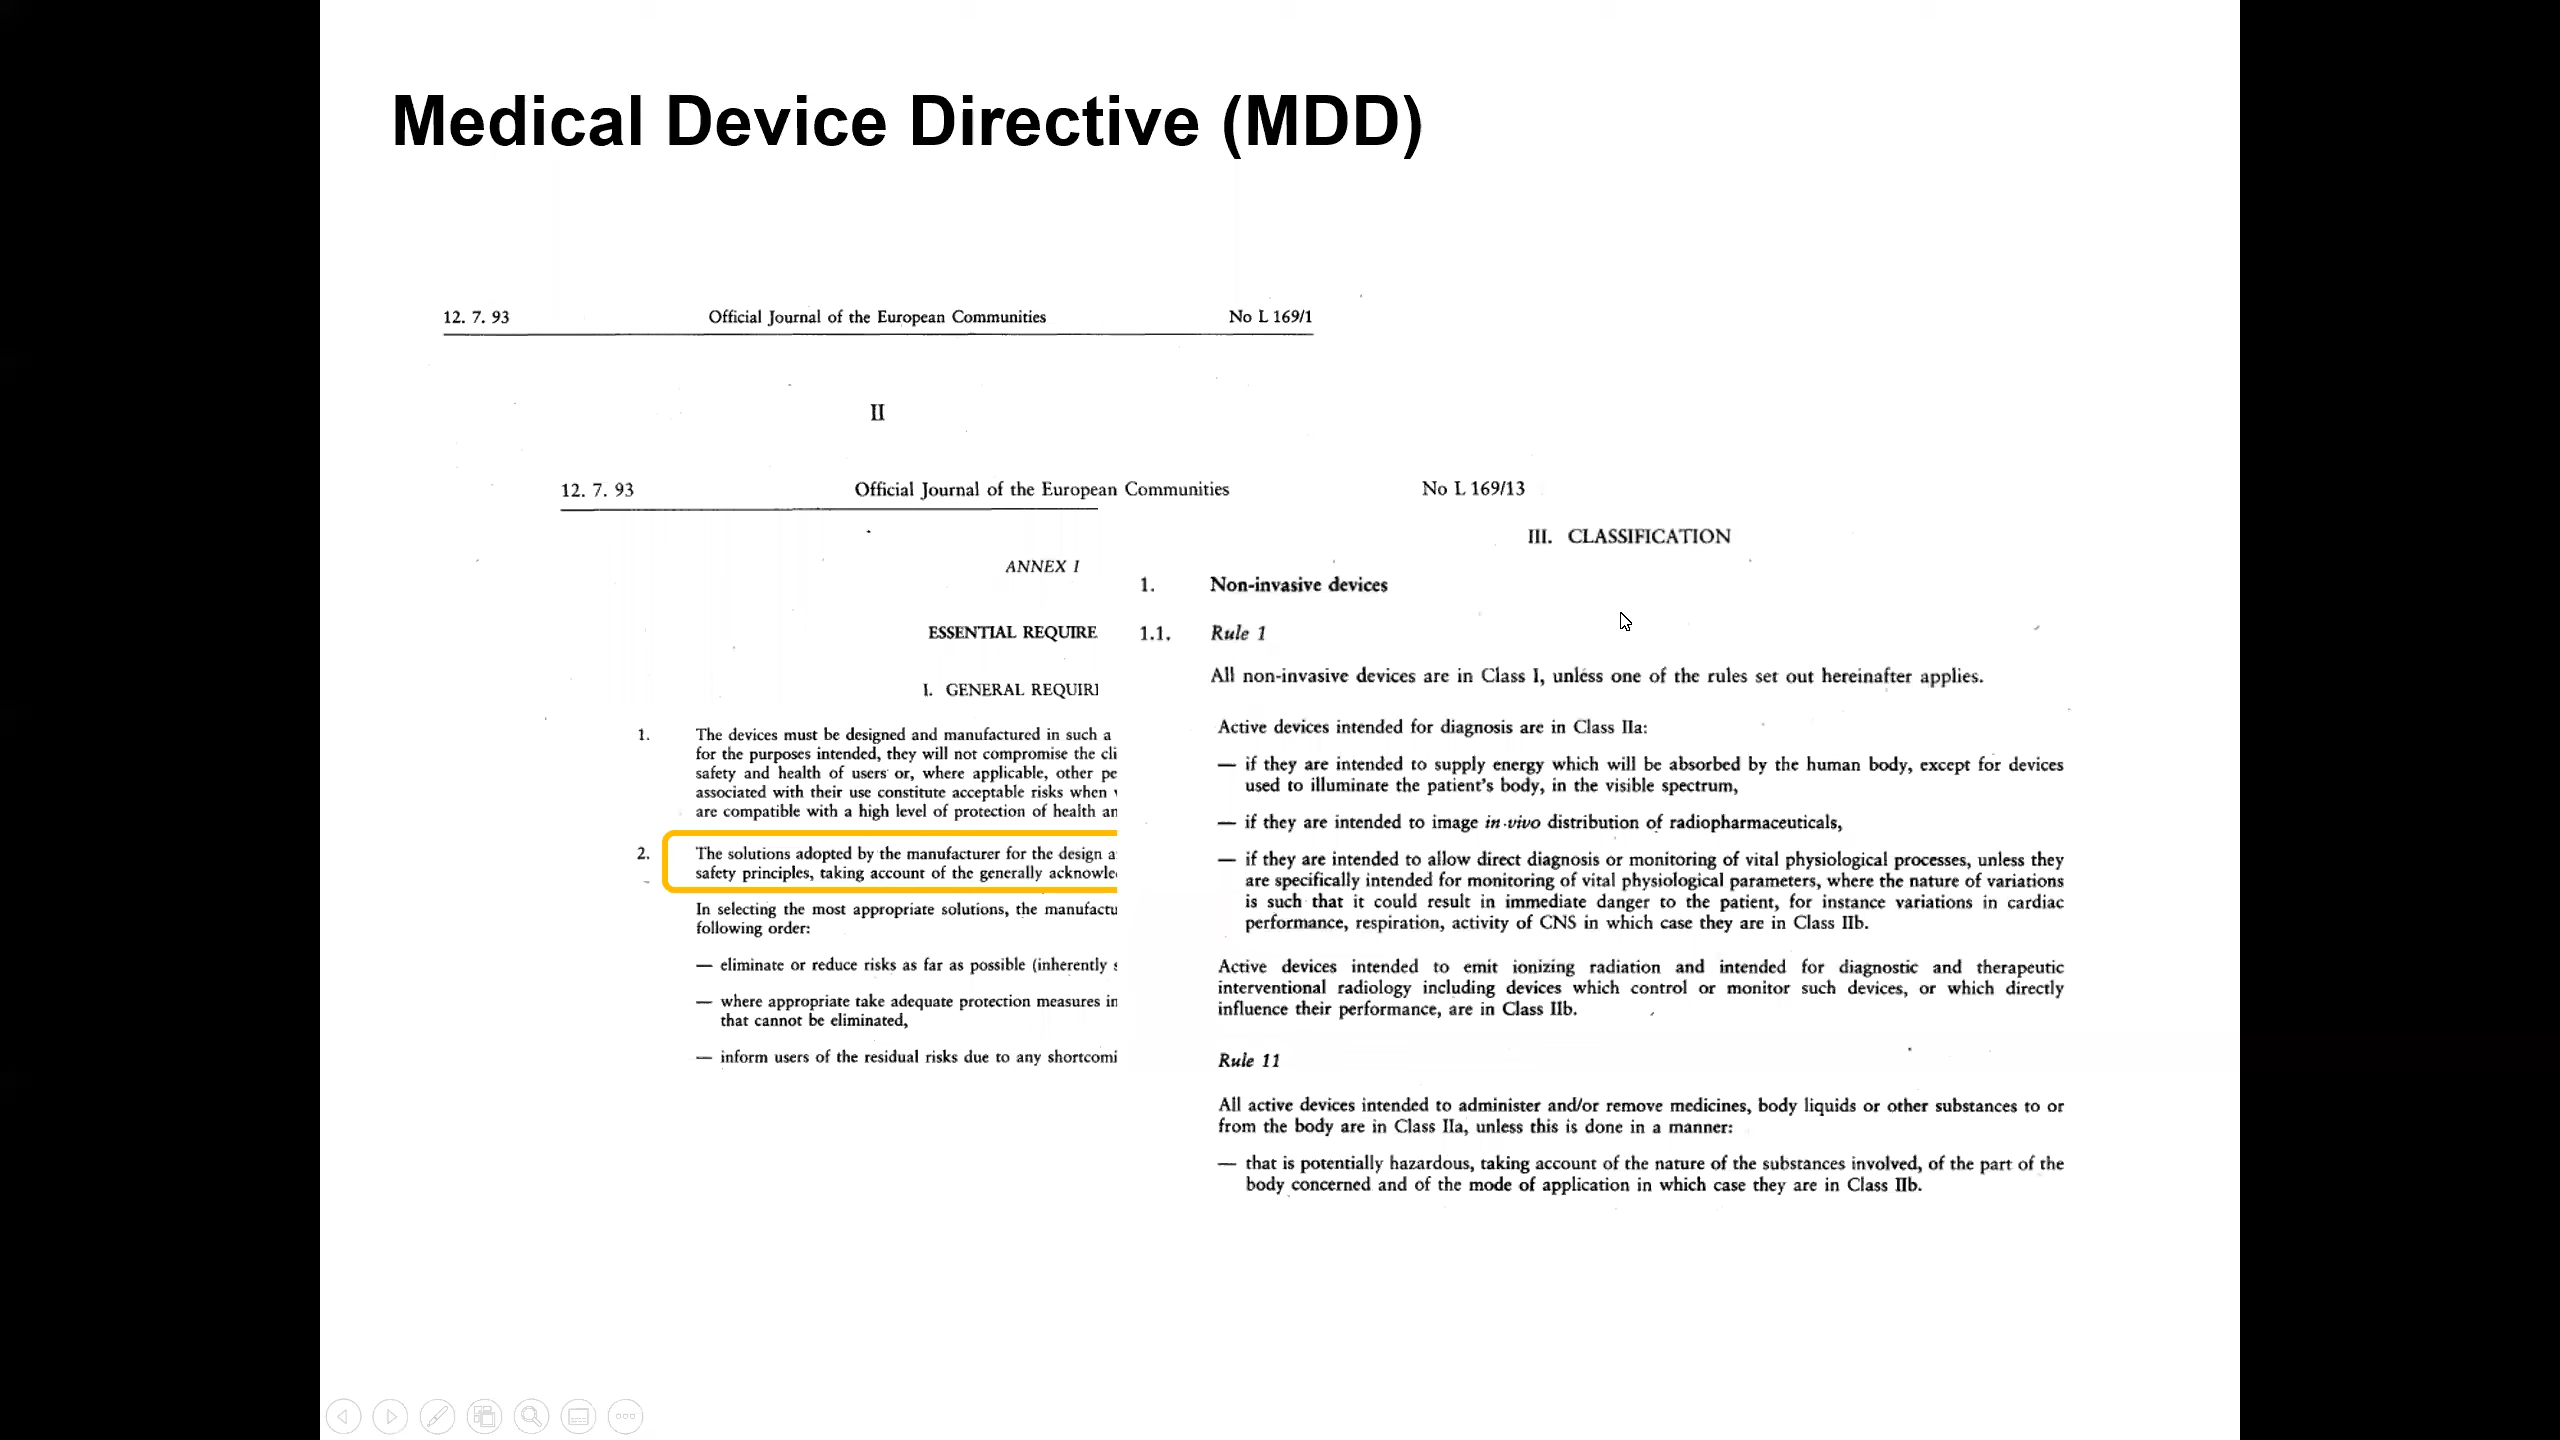 Medical Device Directive (MDD)
12. 7. 93 Official Journal of the European Communities No L 169/1
II
12. 7. 93 Official Journal of the European Communities No L 169/13
ANNEX I
ESSENTIAL REQUIRE
I. GENERAL REQUIR
1. The devices must be designed and manufactured in such a
for the purposes intended, they will not compromise the cli
safety and health of users or, where applicable, other pe
associated with their use constitute acceptable risks when
are compatible with a high level of protection of health an
2. The solutions adopted by the manufacturer for the design a
safety principles, taking account of the generally acknowle
In selecting the most appropriate solutions, the manufactu
following order:
— eliminate or reduce risks as far as possible (inherently s
— where appropriate take adequate protection measures in
that cannot be eliminated,
— inform users of the residual risks due to any shortcomi
III. CLASSIFICATION
1. Non-invasive devices
1.1. Rule 1
All non-invasive devices are in Class I, unless one of the rules set out hereinafter applies.
Active devices intended for diagnosis are in Class IIa:
— if they are intended to supply energy which will be absorbed by the human body, except for devices
used to illuminate the patient's body, in the visible spectrum,
— if they are intended to image in vivo distribution of radiopharmaceuticals,
— if they are intended to allow direct diagnosis or monitoring of vital physiological processes, unless they
are specifically intended for monitoring of vital physiological parameters, where the nature of variations
is such that it could result in immediate danger to the patient, for instance variations in cardiac
performance, respiration, activity of CNS in which case they are in Class IIb.
Active devices intended to emit ionizing radiation and intended for diagnostic and therapeutic
interventional radiology including devices which control or monitor such devices, or which directly
influence their performance, are in Class IIb.
Rule 11
All active devices intended to administer and/or remove medicines, body liquids or other substances to or
from the body are in Class IIa, unless this is done in a manner:
— that is potentially hazardous, taking account of the nature of the substances involved, of the part of the
body concerned and of the mode of application in which case they are in Class IIb.